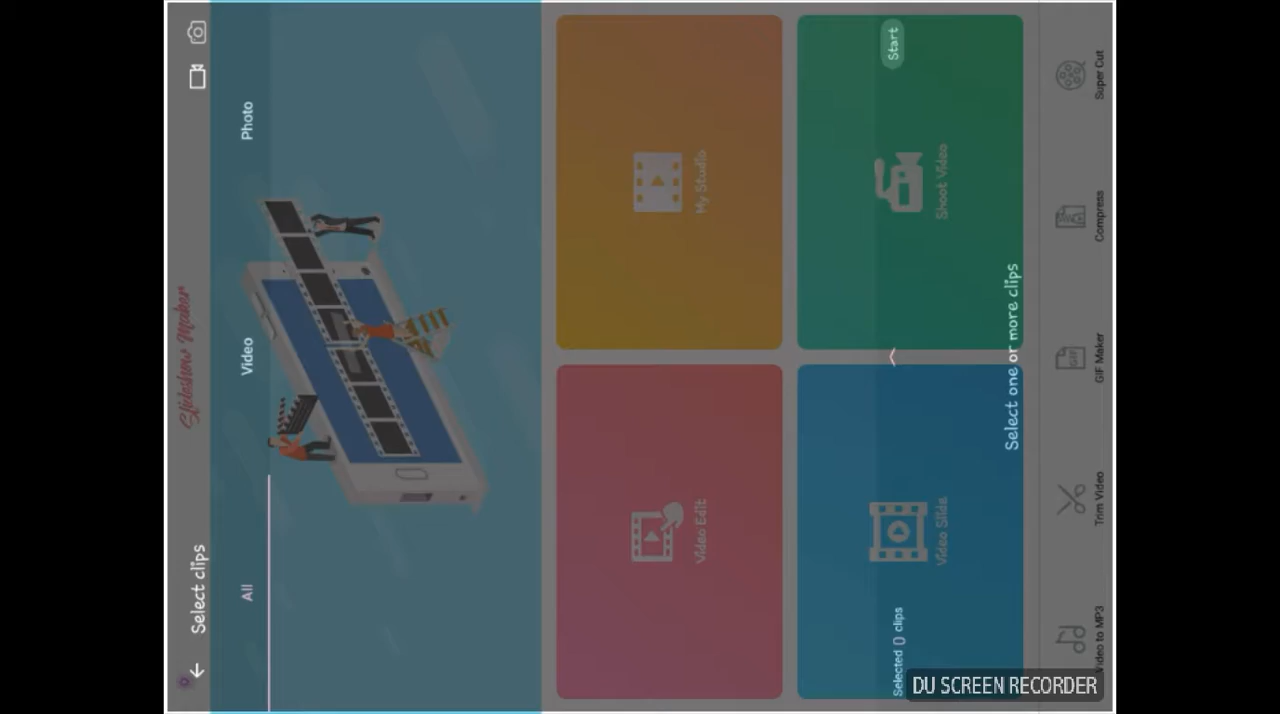 Select clips
Slideshow Maker
All
Video
Photo
Video Edit
My Studio
Video Slide
Shoot Video
Selected 0 clips
Start
Select one or more clips
Video to MP3
Trim Video
GIF
GIF Maker
Compress
Super Cut
DU SCREEN RECORDER